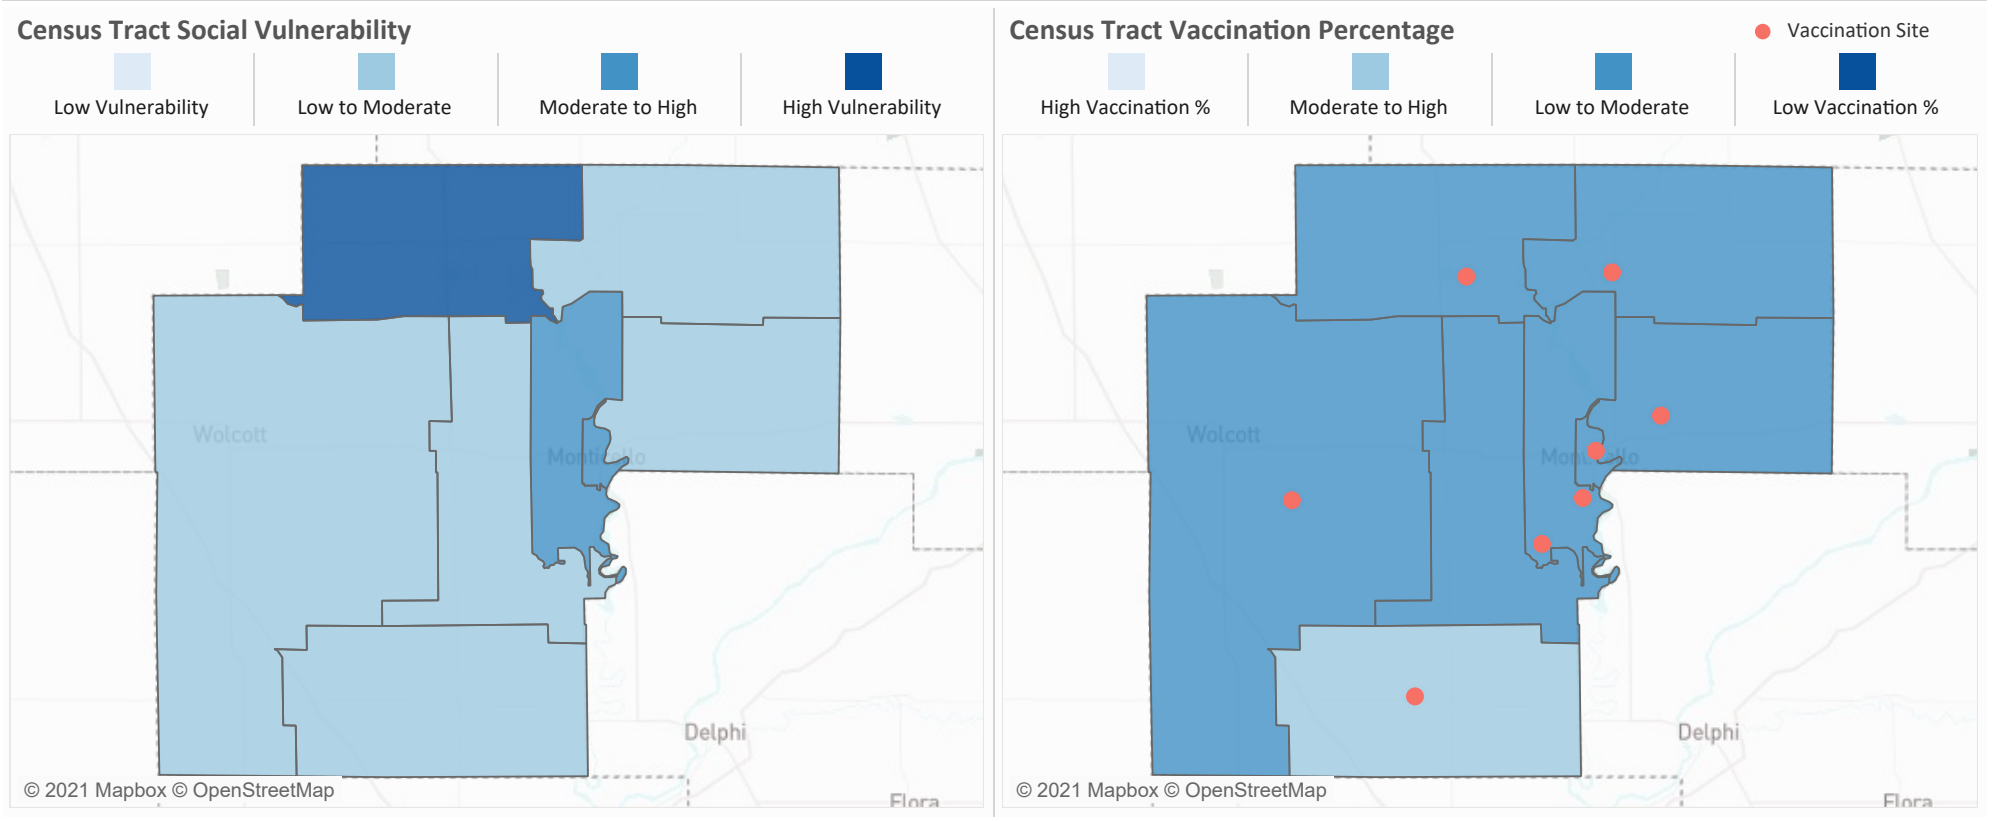 Census Tract Social Vulnerability
Low Vulnerability
Low to Moderate
Moderate to High
High Vulnerability
Wolcott
Monticello
Delphi
Flora
© 2021 Mapbox © OpenStreetMap
Census Tract Vaccination Percentage
Vaccination Site
High Vaccination %
Moderate to High
Low to Moderate
Low Vaccination %
Wolcott
Monticello
Delphi
Flora
© 2021 Mapbox © OpenStreetMap